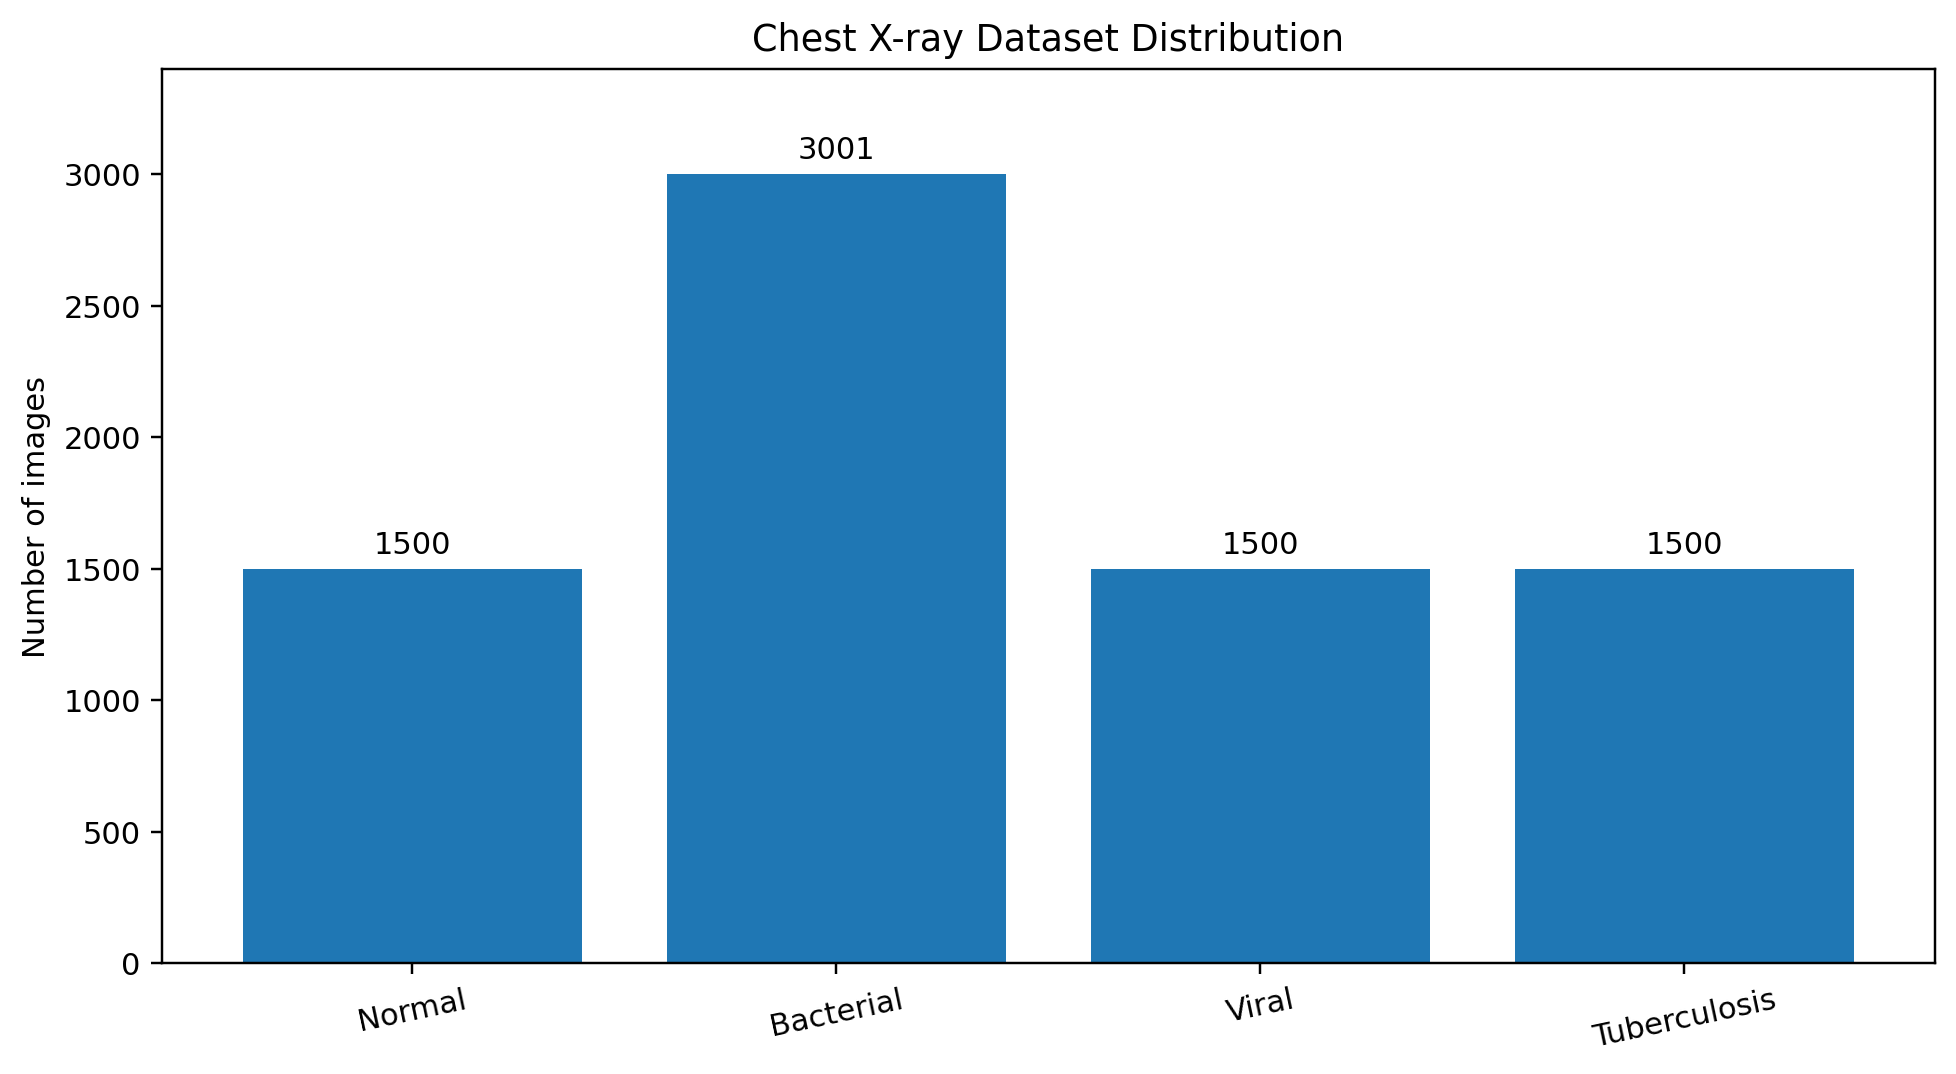 Chest X-ray Dataset Distribution
Number of images
3000
2500
2000
1500
1000
500
0
1500
3001
1500
1500
Normal
Bacterial
Viral
Tuberculosis